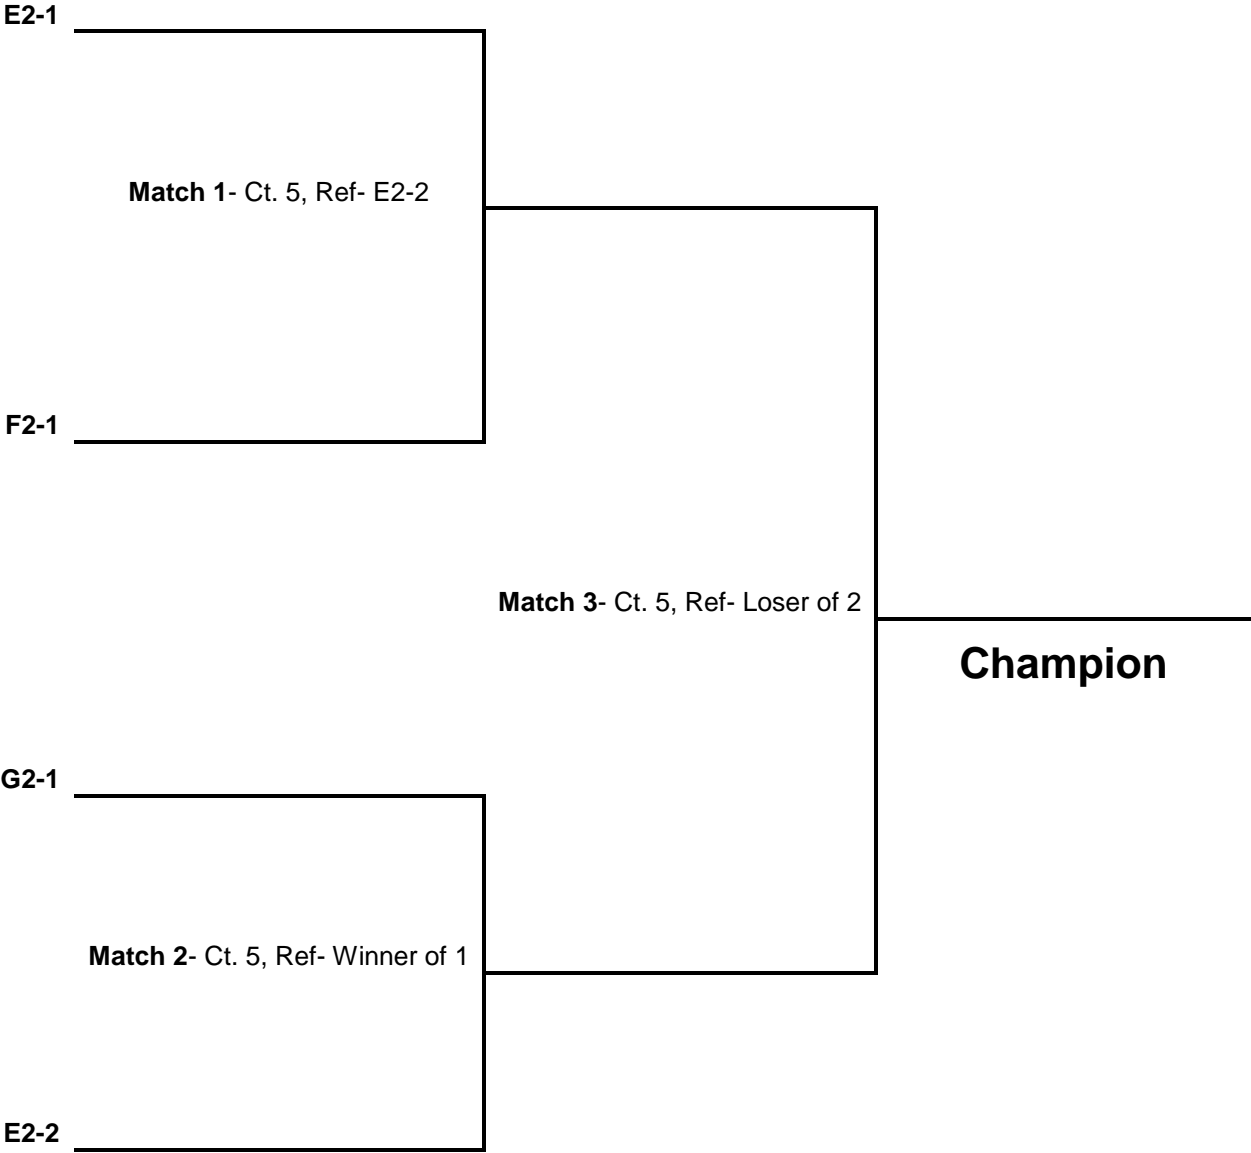 E2-1
Match 1- Ct. 5, Ref- E2-2
F2-1
Match 3- Ct. 5, Ref- Loser of 2
Champion
G2-1
Match 2- Ct. 5, Ref- Winner of 1
E2-2